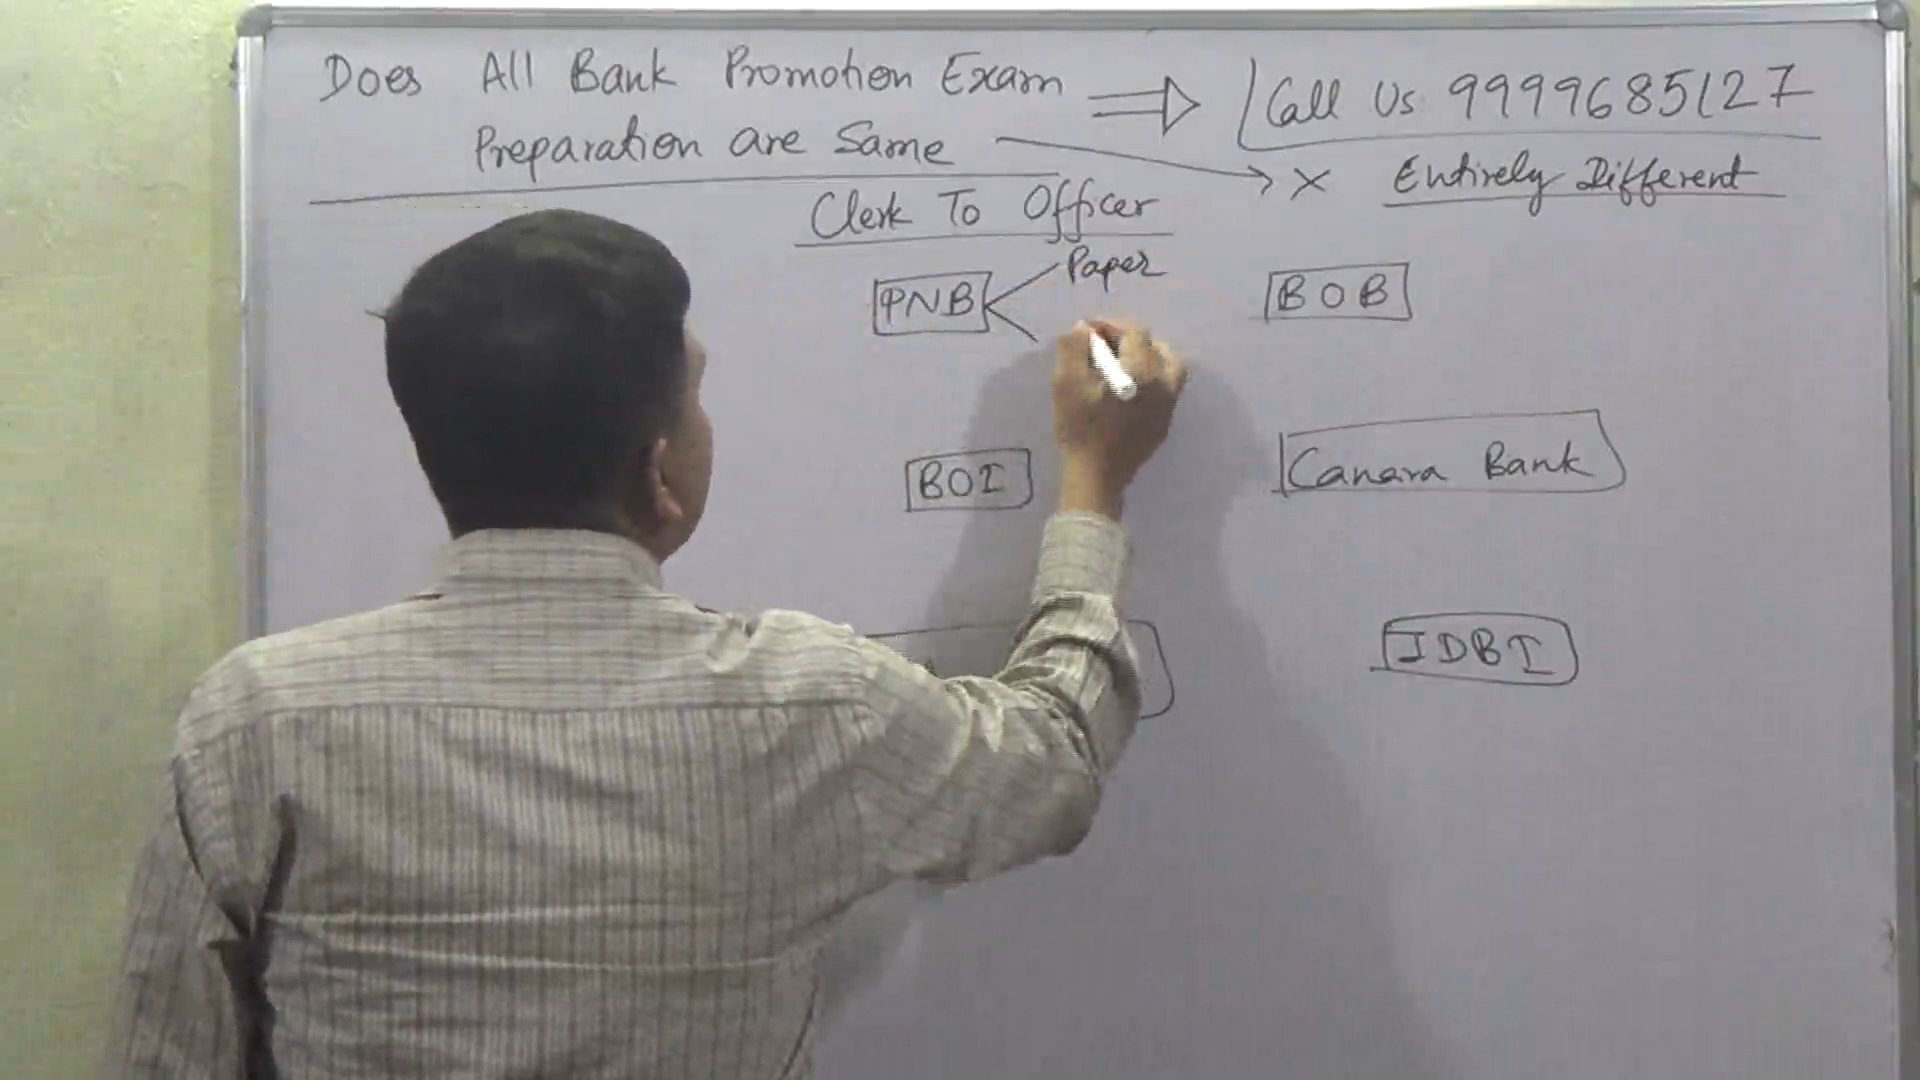 Does All Bank Promotion Exam
Preparation are Same
Call Us 9999685127
× Entirely Different
Clerk To Officer
PNB
Paper
BOB
BOI
Canara Bank
IDBI